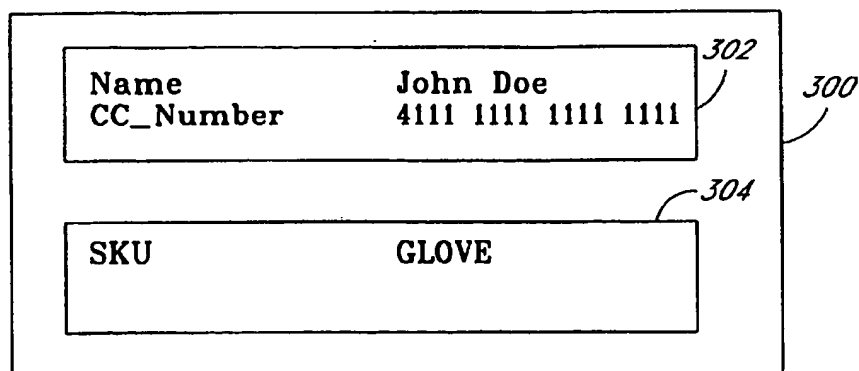 302
Name John Doe
300
CC_Number 4111 1111 1111 1111
304
SKU GLOVE